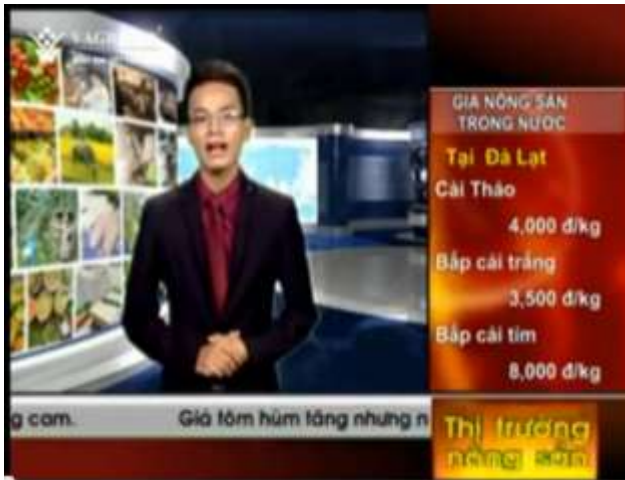 GIÁ NÔNG SẢN
TRONG NƯỚC
Tại Đà Lạt
Cải Thảo
4,000 đ/kg
Bắp cải trắng
3,500 đ/kg
Bắp cải tím
8,000 đ/kg
g cam. Giá tôm hùm tăng nhưng n
Thị trường
nông sản